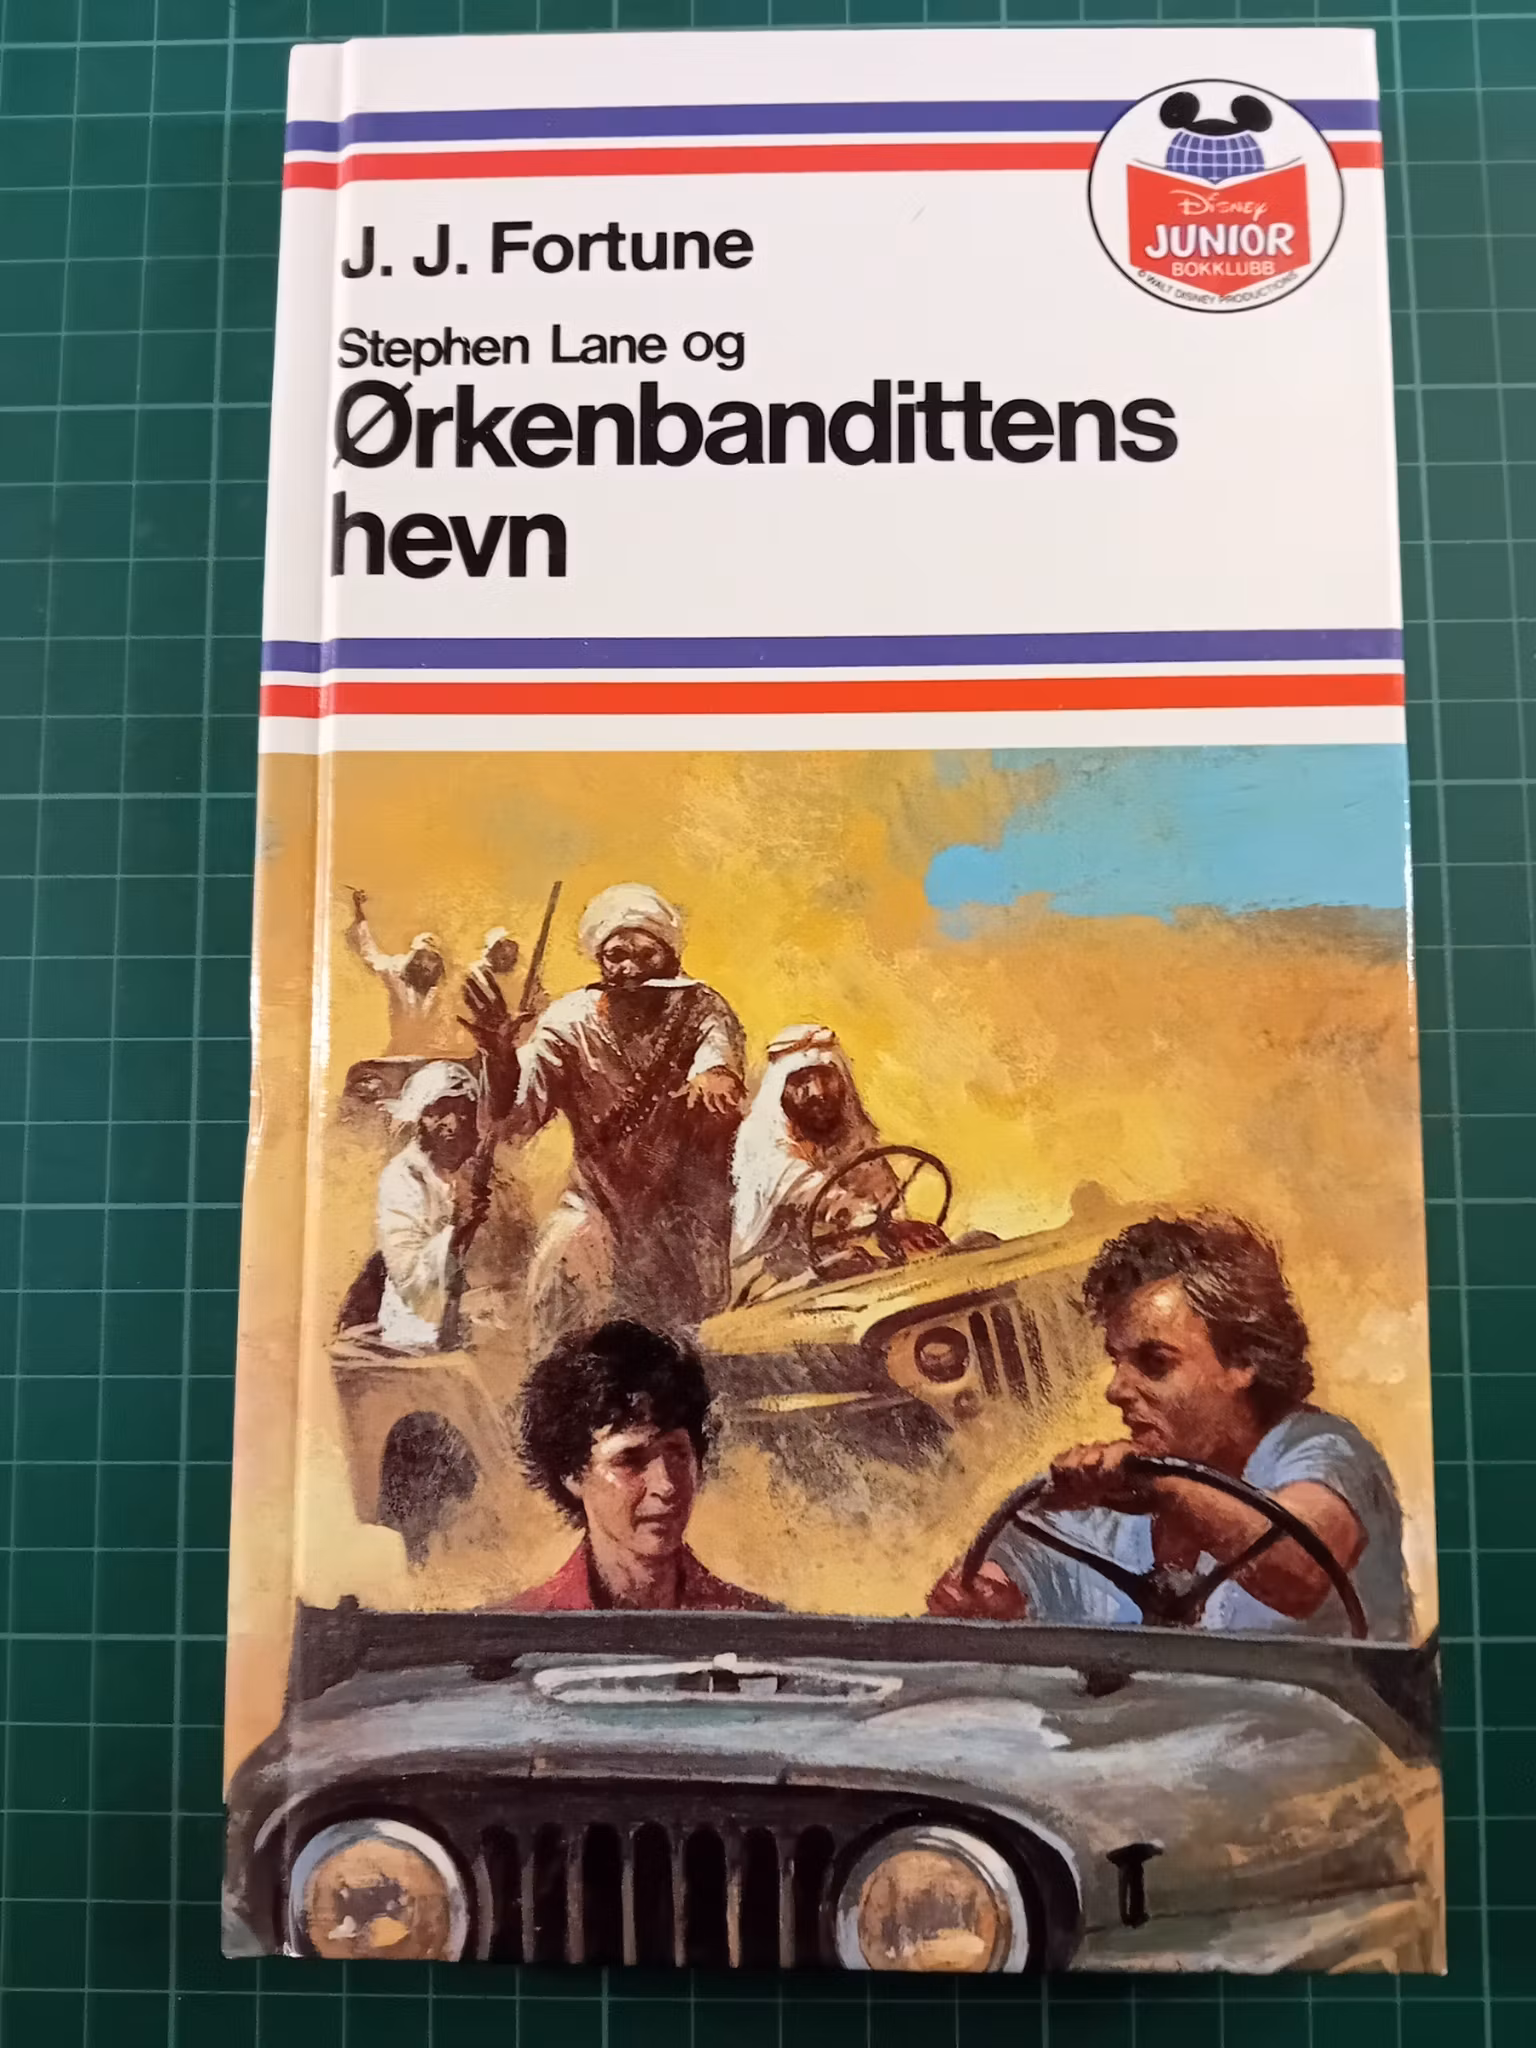 J. J. Fortune
Stephen Lane og
Ørkenbandittens
hevn
Disney
JUNIOR
BOKKLUBB
© WALT DISNEY PRODUCTIONS